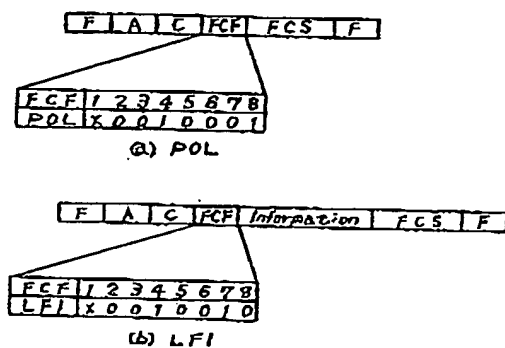 F A C FCF FCS F
FCF 1 2 3 4 5 6 7 8
POL X 0 0 1 0 0 0 1
(a) POL
F A C FCF Information FCS F
FCF 1 2 3 4 5 6 7 8
LFI X 0 0 1 0 0 1 0
(b) LFI